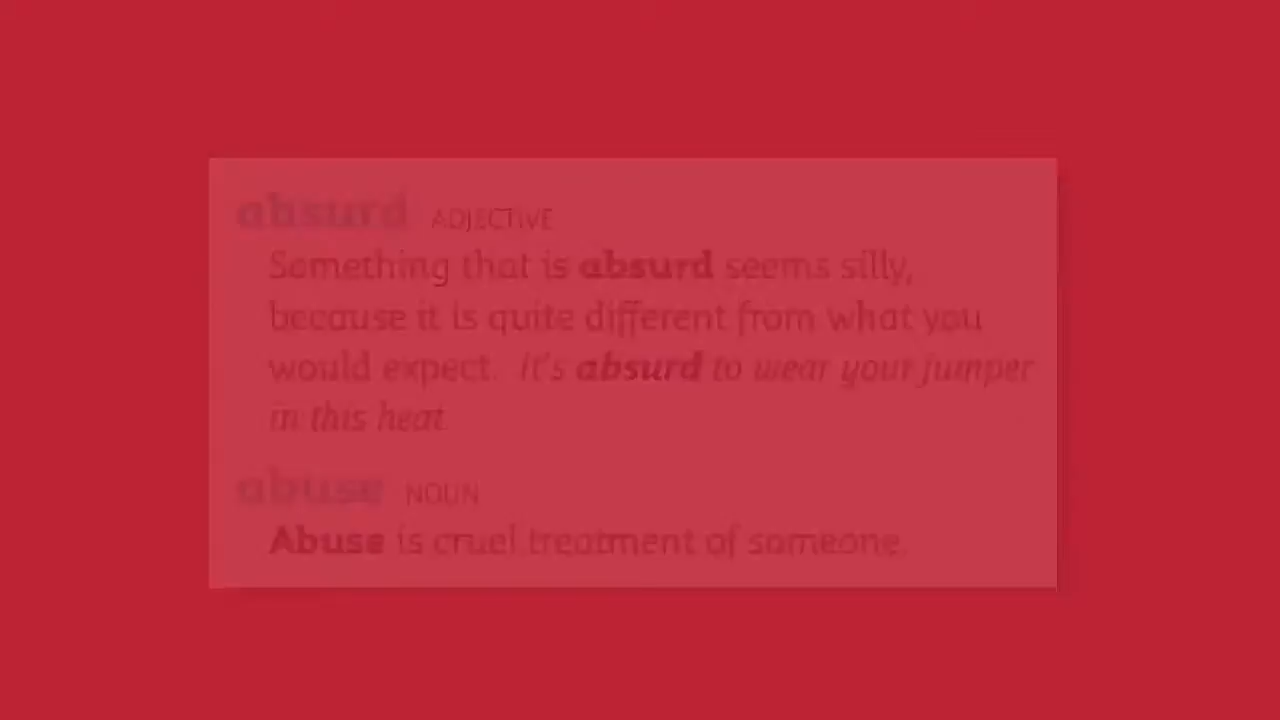 absurd ADJECTIVE
Something that is absurd seems silly,
because it is quite different from what you
would expect. It's absurd to wear your jumper
in this heat.
abuse NOUN
Abuse is cruel treatment of someone.